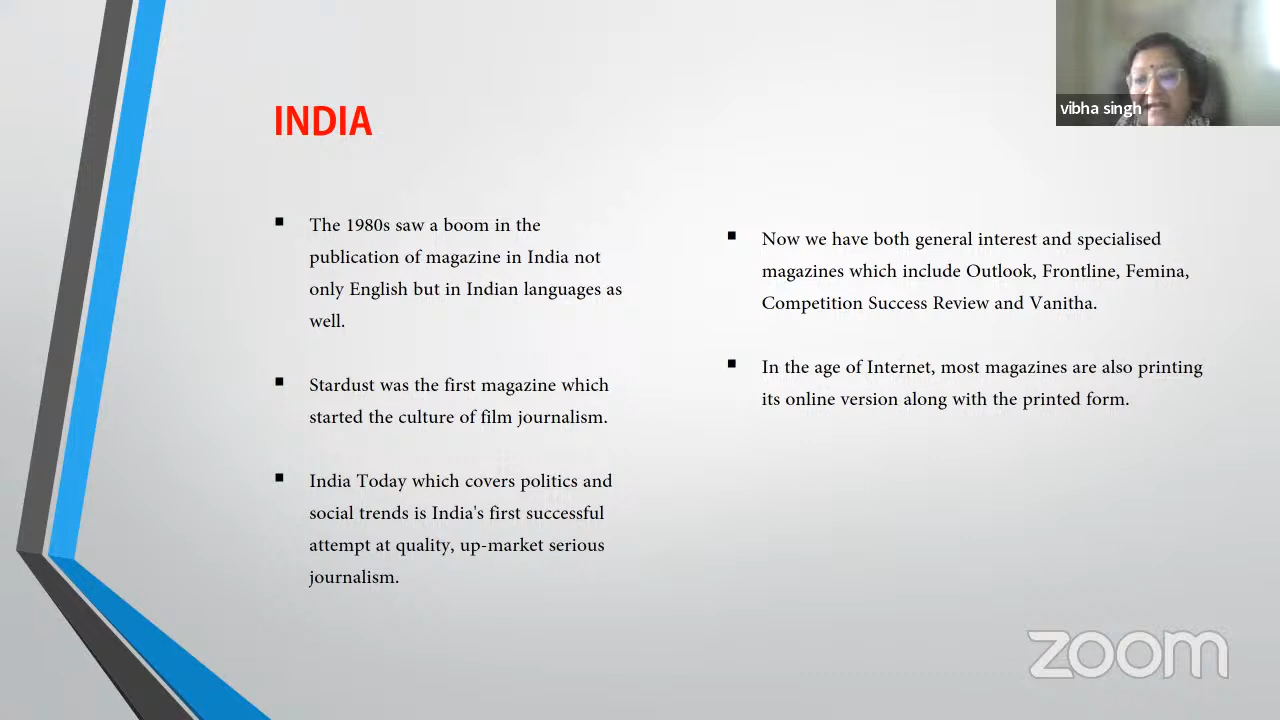 vibha singh
INDIA
The 1980s saw a boom in the
publication of magazine in India not
only English but in Indian languages as
well.
Stardust was the first magazine which
started the culture of film journalism.
India Today which covers politics and
social trends is India's first successful
attempt at quality, up-market serious
journalism.
Now we have both general interest and specialised
magazines which include Outlook, Frontline, Femina,
Competition Success Review and Vanitha.
In the age of Internet, most magazines are also printing
its online version along with the printed form.
zoom